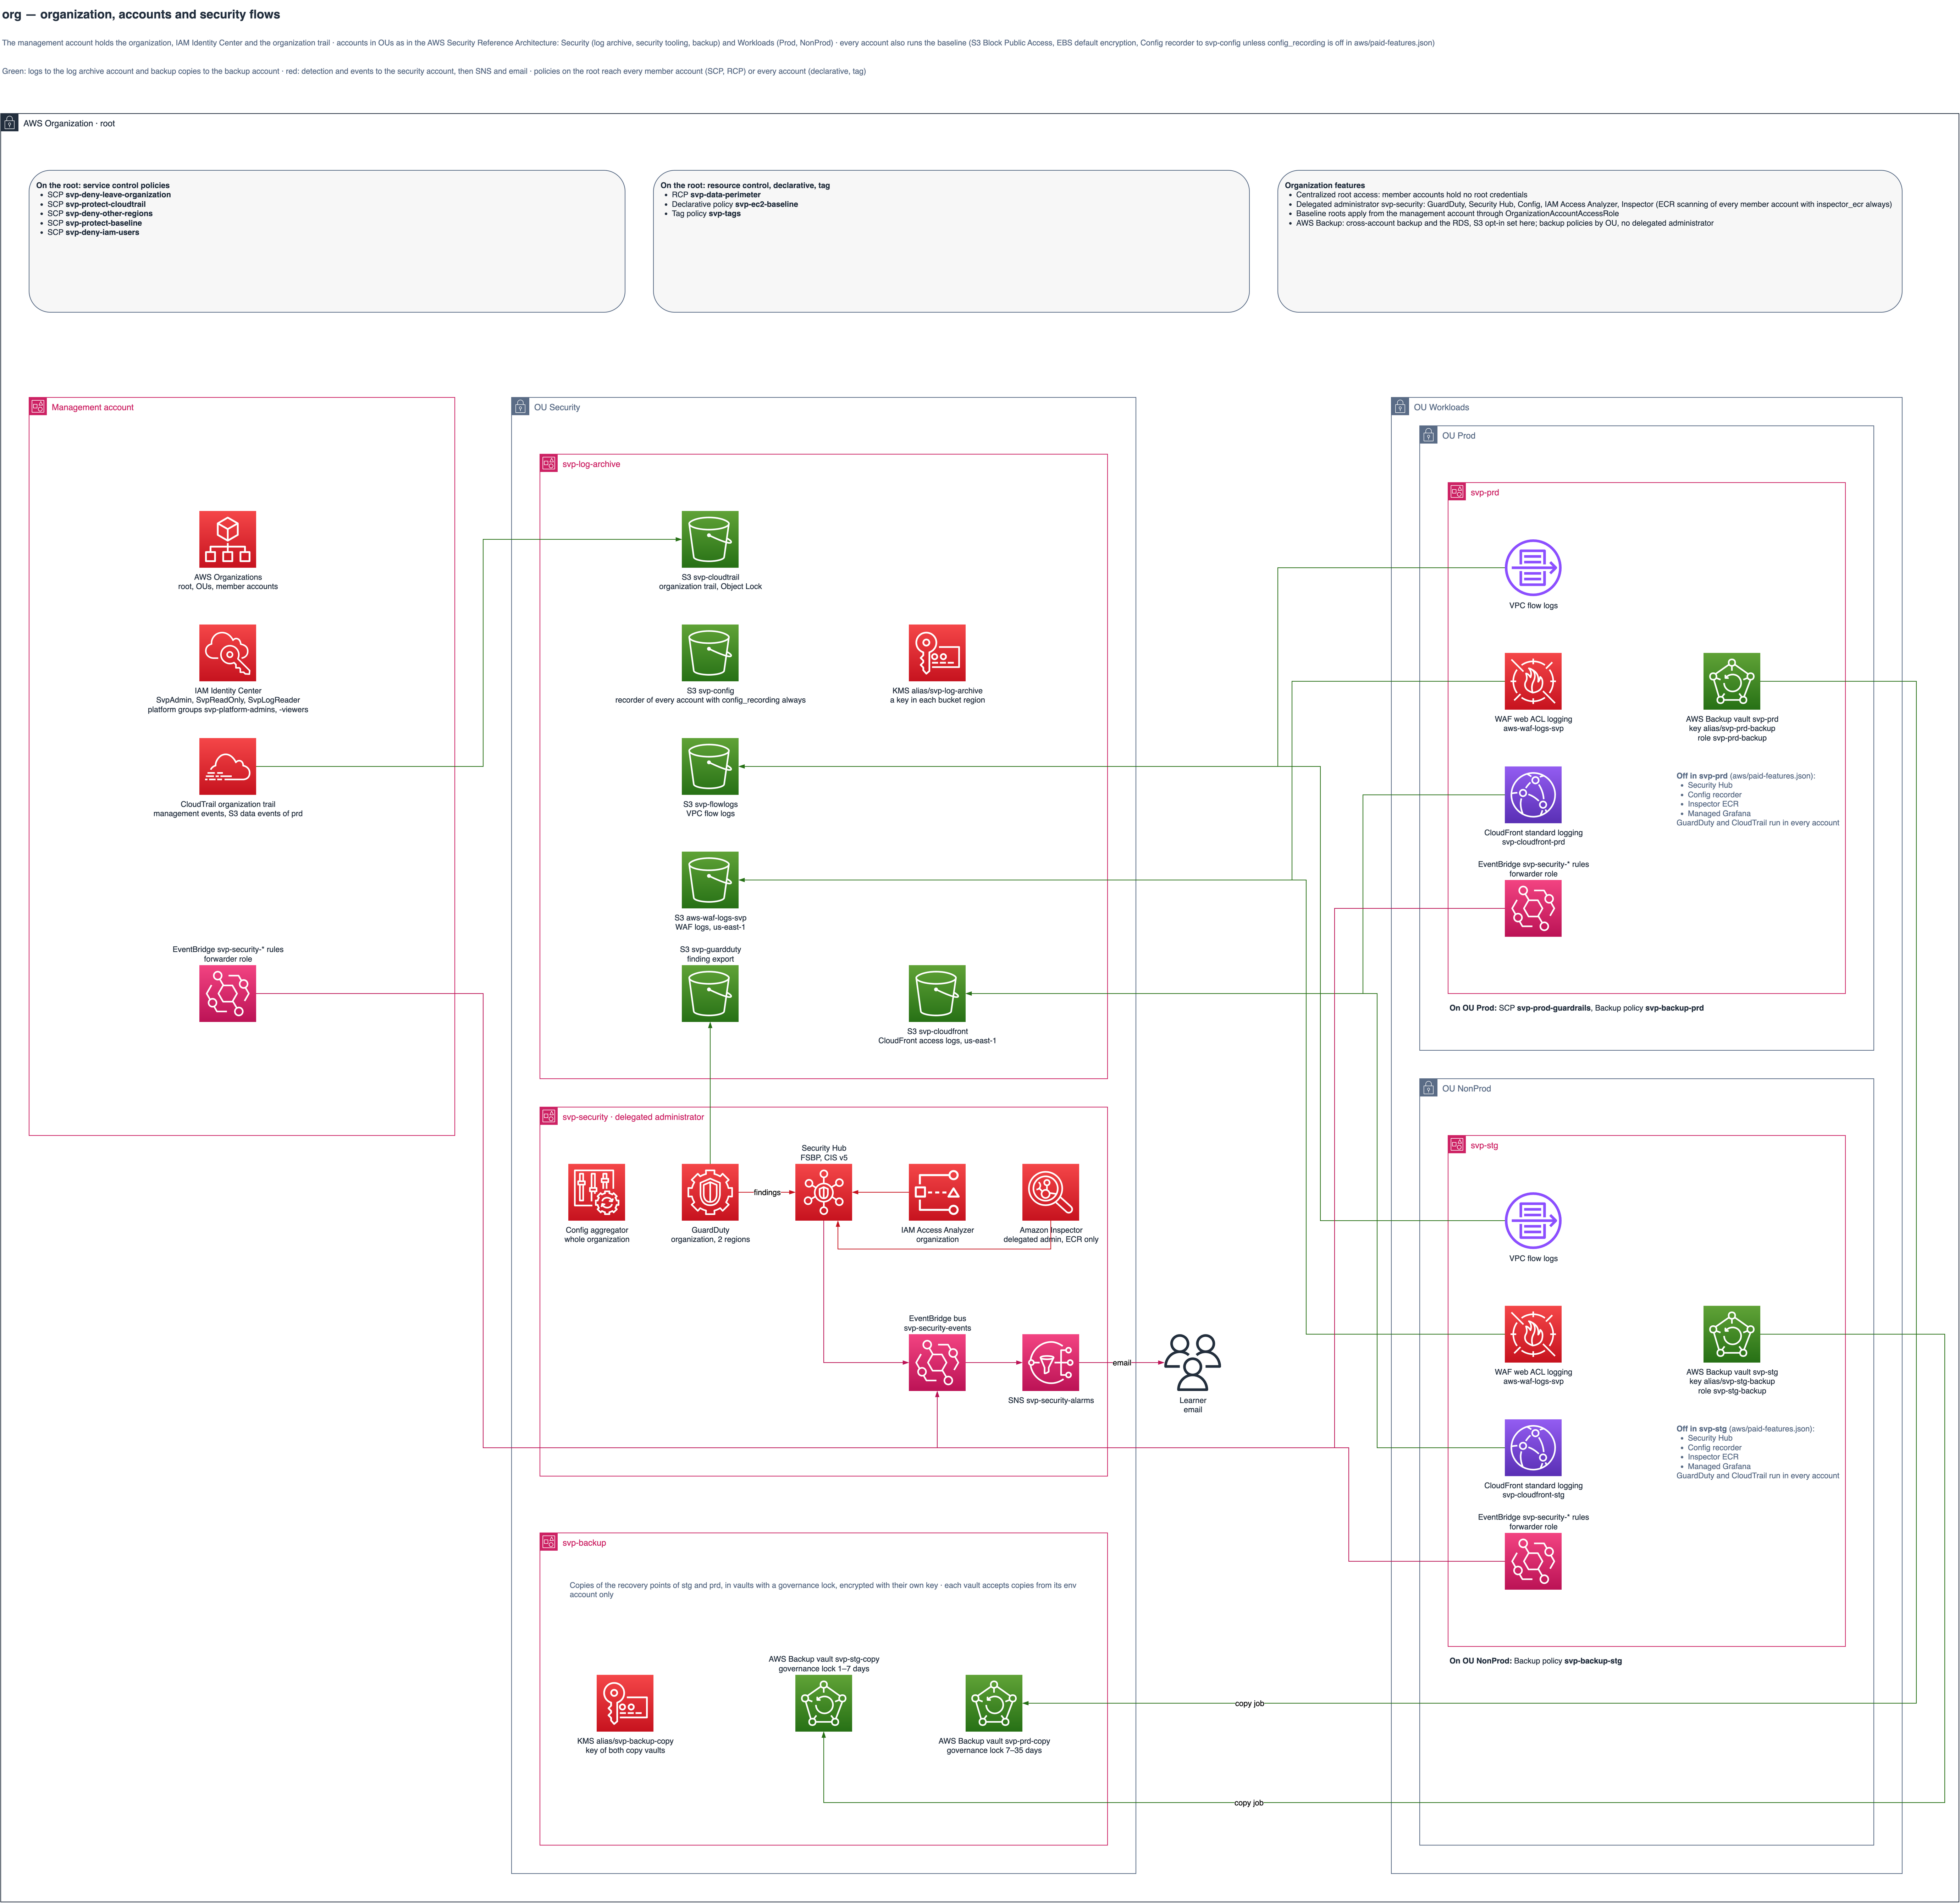 org — organization, accounts and security flows
The management account holds the organization, IAM Identity Center and the organization trail · accounts in OUs as in the AWS Security Reference Architecture: Security (log archive, security tooling, backup) and Workloads (Prod, NonProd) · every account also runs the baseline (S3 Block Public Access, EBS default encryption, Config recorder to svp-config unless config_recording is off in aws/paid-features.json)
Green: logs to the log archive account and backup copies to the backup account · red: detection and events to the security account, then SNS and email · policies on the root reach every member account (SCP, RCP) or every account (declarative, tag)
AWS Organization · root
On the root: service control policies
• SCP svp-deny-leave-organization
• SCP svp-protect-cloudtrail
• SCP svp-deny-other-regions
• SCP svp-protect-baseline
• SCP svp-deny-iam-users
On the root: resource control, declarative, tag
• RCP svp-data-perimeter
• Declarative policy svp-ec2-baseline
• Tag policy svp-tags
Organization features
• Centralized root access: member accounts hold no root credentials
• Delegated administrator svp-security: GuardDuty, Security Hub, Config, IAM Access Analyzer, Inspector (ECR scanning of every member account with inspector_ecr always)
• Baseline roots apply from the management account through OrganizationAccountAccessRole
• AWS Backup: cross-account backup and the RDS, S3 opt-in set here; backup policies by OU, no delegated administrator
Management account
AWS Organizations
root, OUs, member accounts
IAM Identity Center
SvpAdmin, SvpReadOnly, SvpLogReader
platform groups svp-platform-admins, -viewers
CloudTrail organization trail
management events, S3 data events of prd
EventBridge svp-security-* rules
forwarder role
OU Security
svp-log-archive
S3 svp-cloudtrail
organization trail, Object Lock
S3 svp-config
recorder of every account with config_recording always
KMS alias/svp-log-archive
a key in each bucket region
S3 svp-flowlogs
VPC flow logs
S3 aws-waf-logs-svp
WAF logs, us-east-1
S3 svp-guardduty
finding export
S3 svp-cloudfront
CloudFront access logs, us-east-1
svp-security · delegated administrator
Config aggregator
whole organization
GuardDuty
organization, 2 regions
findings
Security Hub
FSBP, CIS v5
IAM Access Analyzer
organization
Amazon Inspector
delegated admin, ECR only
EventBridge bus
svp-security-events
SNS svp-security-alarms
email
Learner
email
svp-backup
Copies of the recovery points of stg and prd, in vaults with a governance lock, encrypted with their own key · each vault accepts copies from its env
account only
KMS alias/svp-backup-copy
key of both copy vaults
AWS Backup vault svp-stg-copy
governance lock 1–7 days
AWS Backup vault svp-prd-copy
governance lock 7–35 days
copy job
copy job
OU Workloads
OU Prod
svp-prd
VPC flow logs
WAF web ACL logging
aws-waf-logs-svp
AWS Backup vault svp-prd
key alias/svp-prd-backup
role svp-prd-backup
CloudFront standard logging
svp-cloudfront-prd
Off in svp-prd (aws/paid-features.json):
• Security Hub
• Config recorder
• Inspector ECR
• Managed Grafana
GuardDuty and CloudTrail run in every account
EventBridge svp-security-* rules
forwarder role
On OU Prod: SCP svp-prod-guardrails, Backup policy svp-backup-prd
OU NonProd
svp-stg
VPC flow logs
WAF web ACL logging
aws-waf-logs-svp
AWS Backup vault svp-stg
key alias/svp-stg-backup
role svp-stg-backup
CloudFront standard logging
svp-cloudfront-stg
Off in svp-stg (aws/paid-features.json):
• Security Hub
• Config recorder
• Inspector ECR
• Managed Grafana
GuardDuty and CloudTrail run in every account
EventBridge svp-security-* rules
forwarder role
On OU NonProd: Backup policy svp-backup-stg